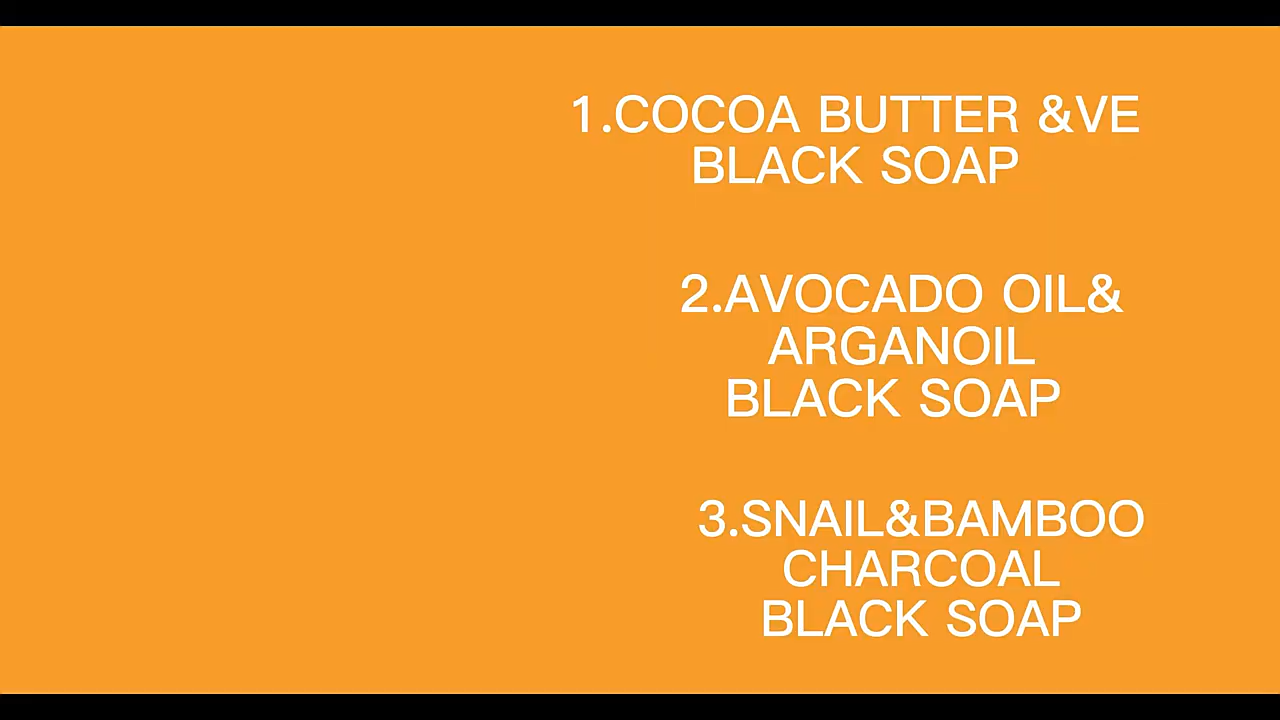 1.COCOA BUTTER &VE
BLACK SOAP
2.AVOCADO OIL&
ARGANOIL
BLACK SOAP
3.SNAIL&BAMBOO
CHARCOAL
BLACK SOAP